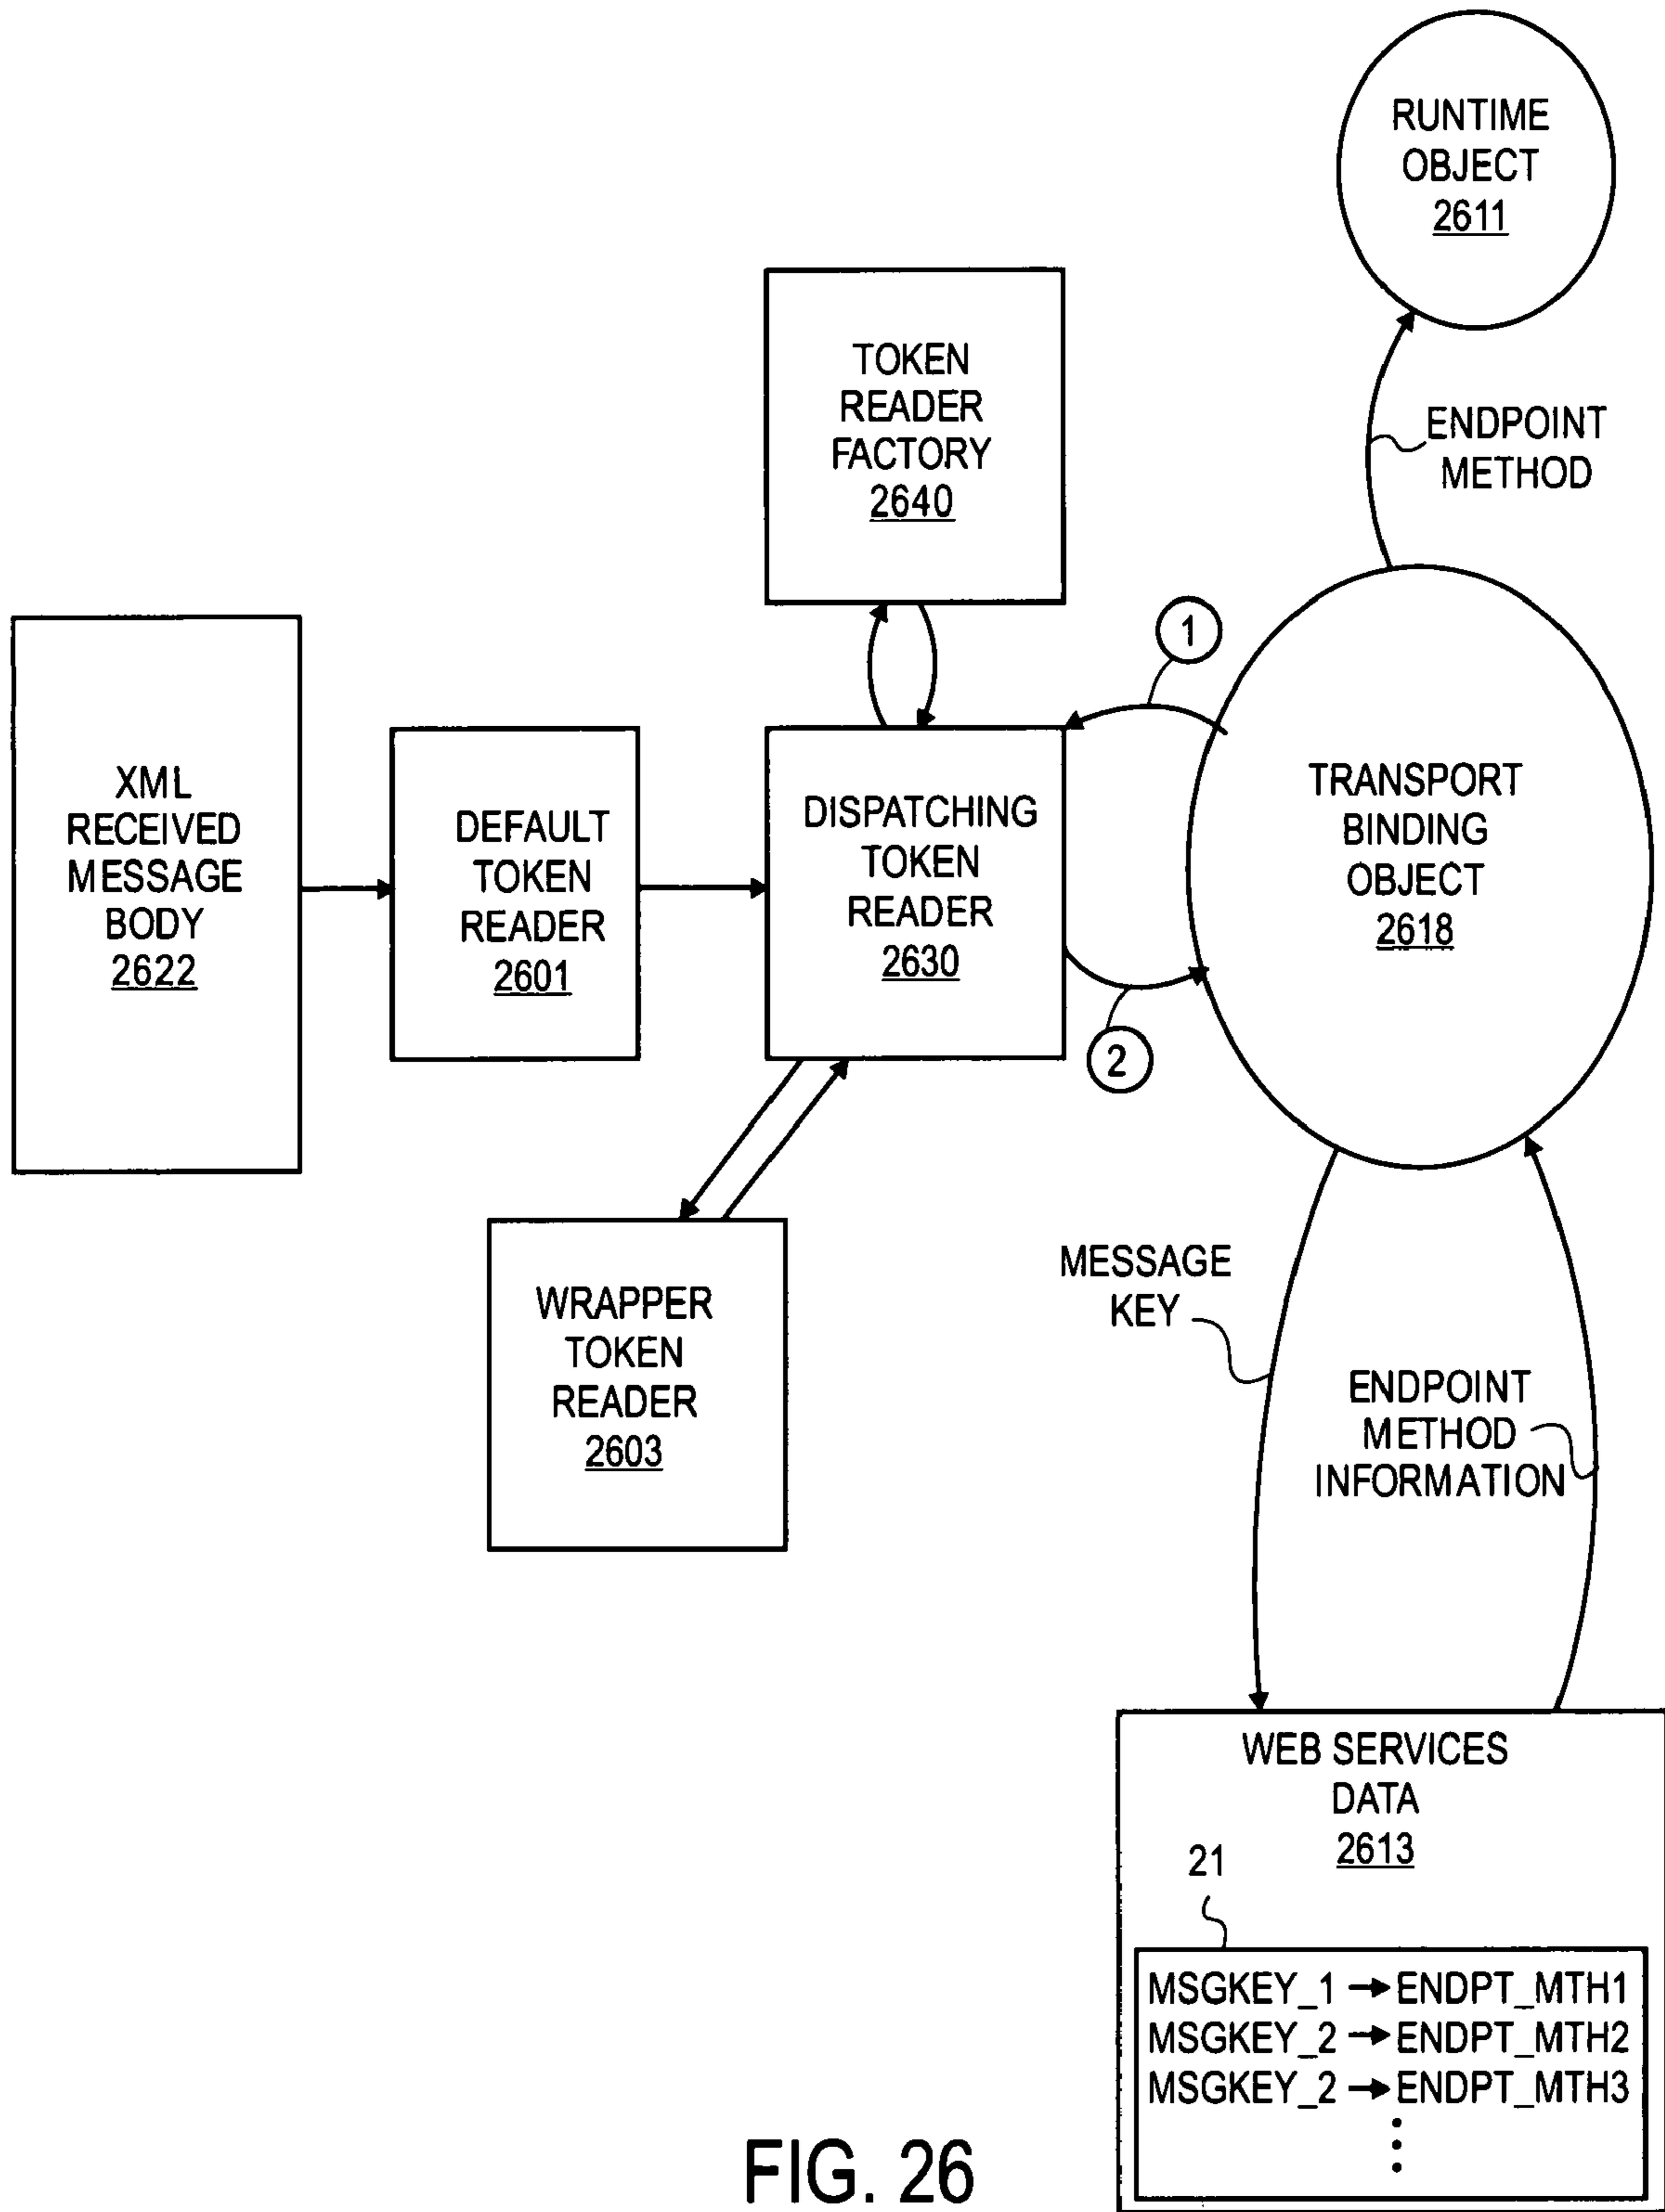 RUNTIME
OBJECT
2611
TOKEN
READER
FACTORY
2640
ENDPOINT
METHOD
1
XML
RECEIVED
MESSAGE
BODY
2622
DEFAULT
TOKEN
READER
2601
DISPATCHING
TOKEN
READER
2630
TRANSPORT
BINDING
OBJECT
2618
2
WRAPPER
TOKEN
READER
2603
MESSAGE
KEY
ENDPOINT
METHOD
INFORMATION
WEB SERVICES
DATA
2613
21
MSGKEY_1 → ENDPT_MTH1
MSGKEY_2 → ENDPT_MTH2
MSGKEY_2 → ENDPT_MTH3
FIG. 26